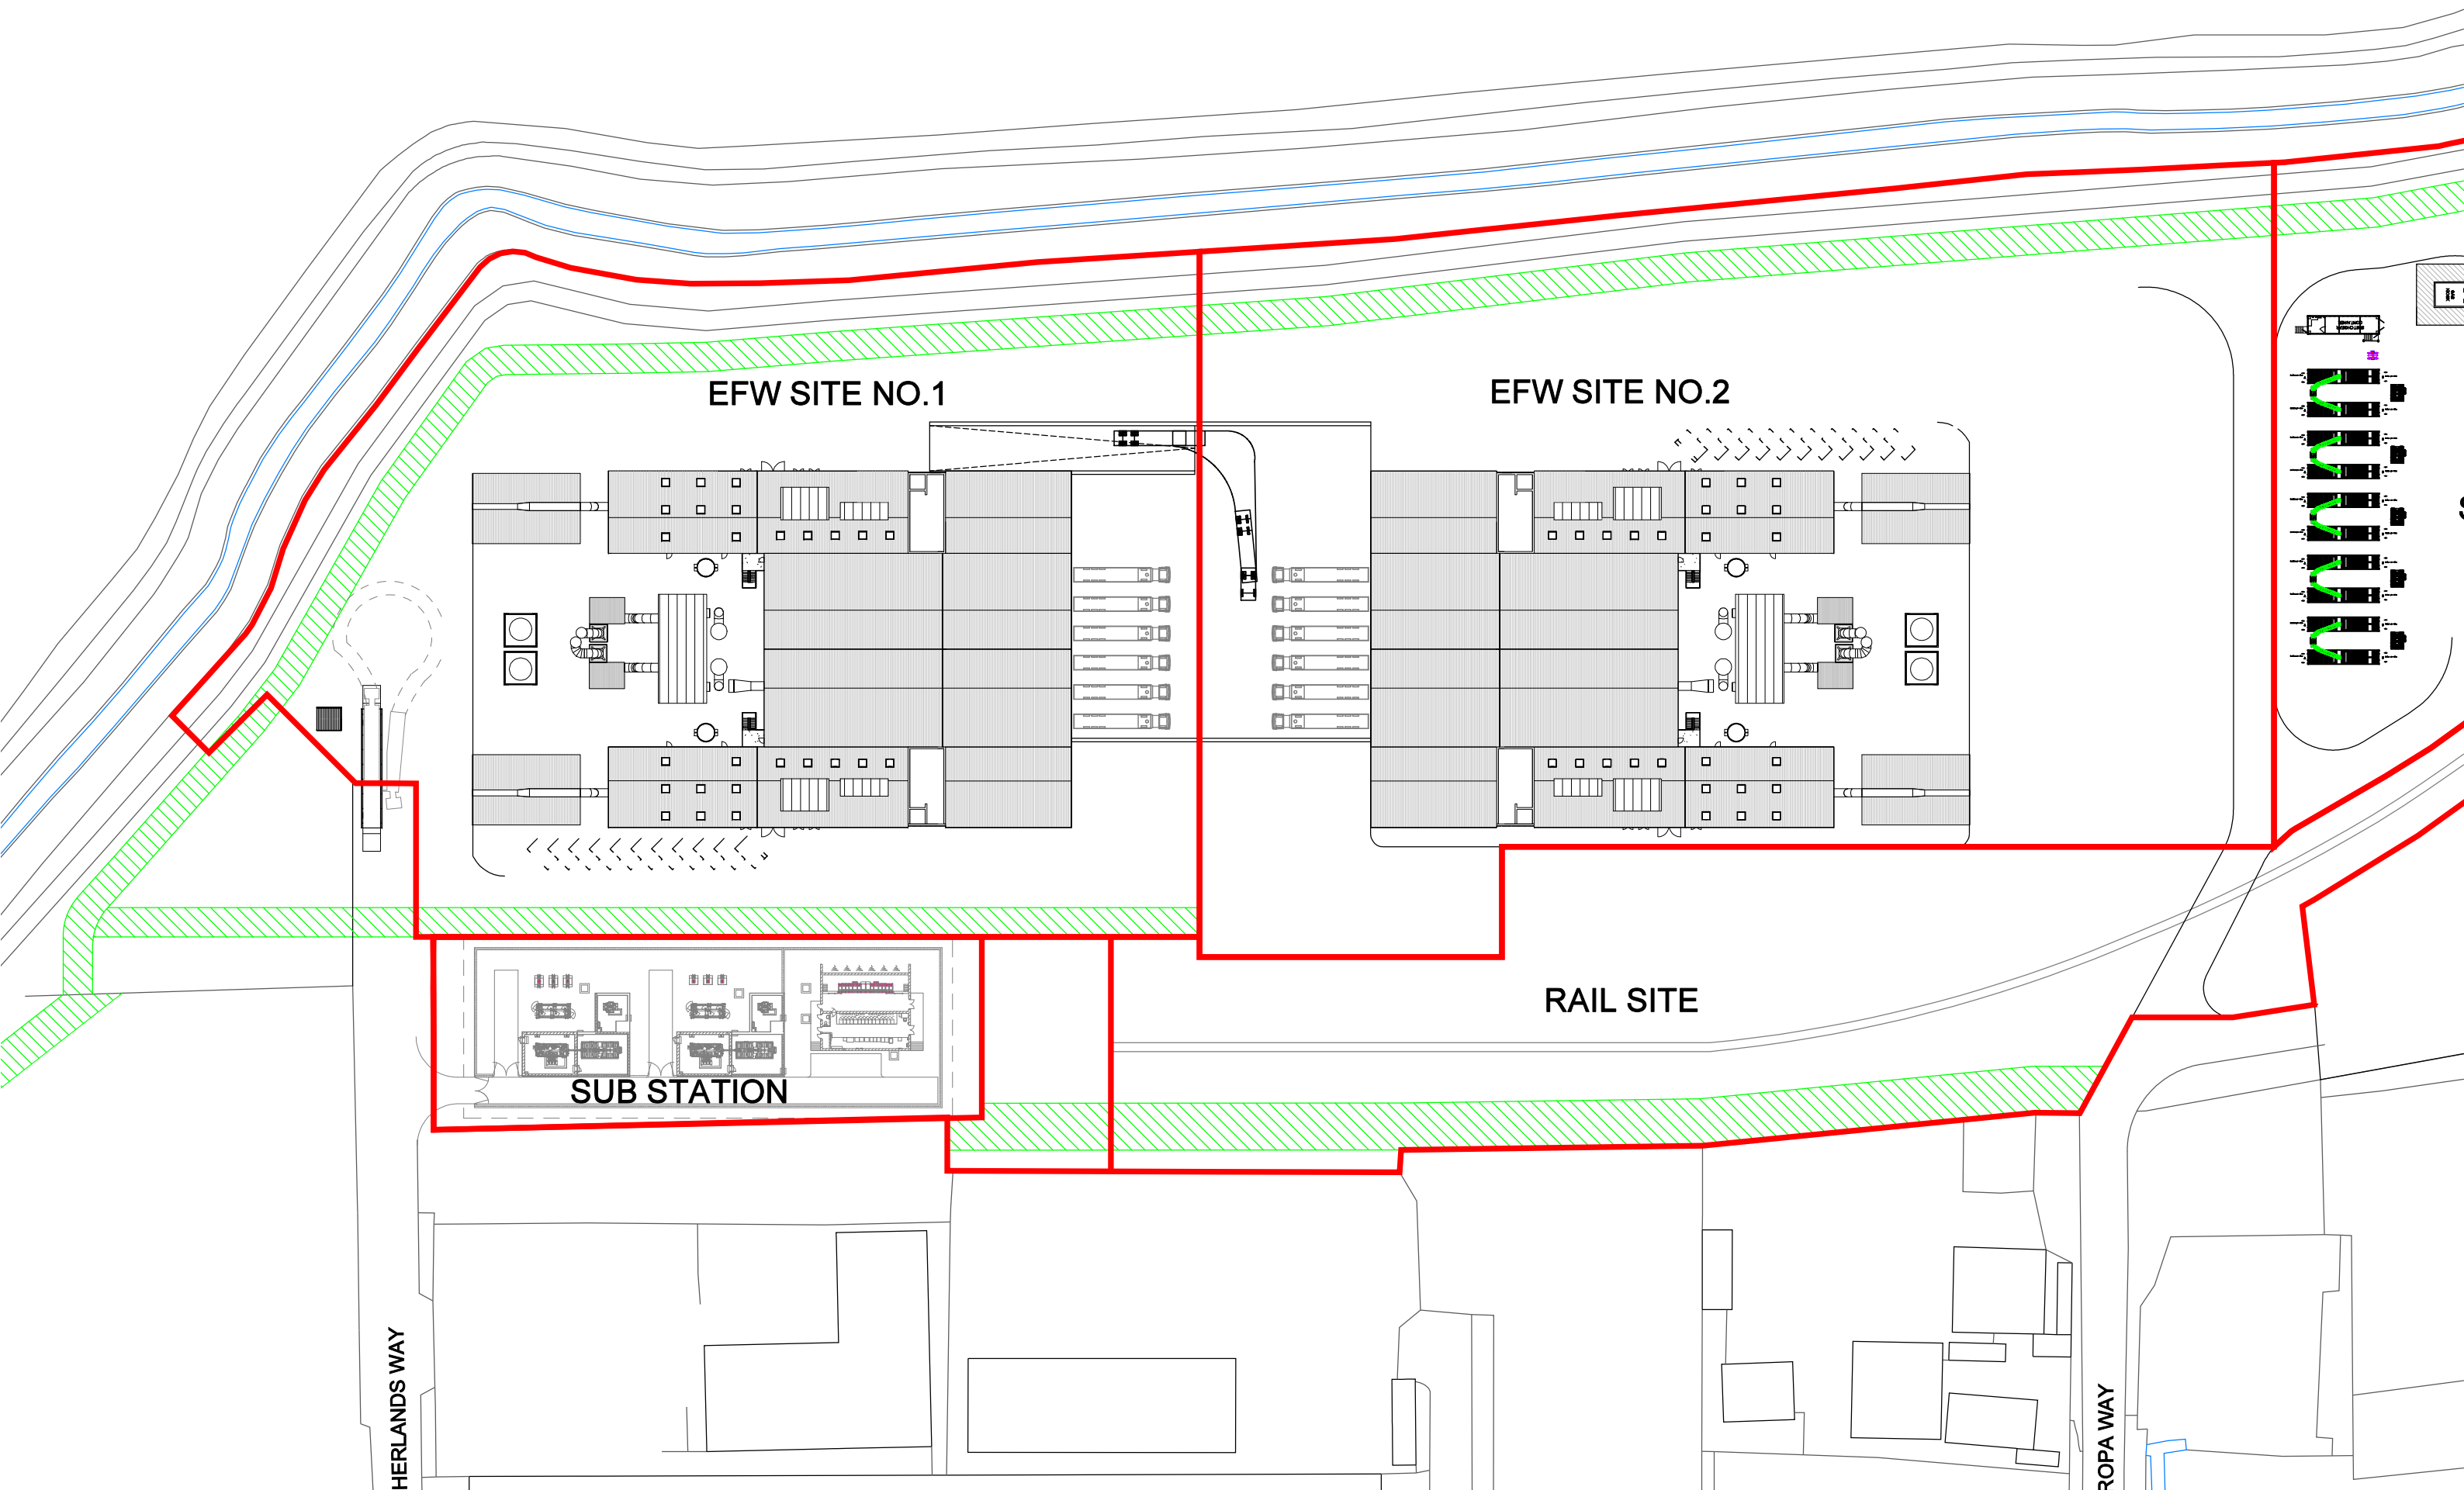 EFW SITE NO.1
EFW SITE NO.2
RAIL SITE
SUB STATION
HERLANDS WAY
ROPA WAY